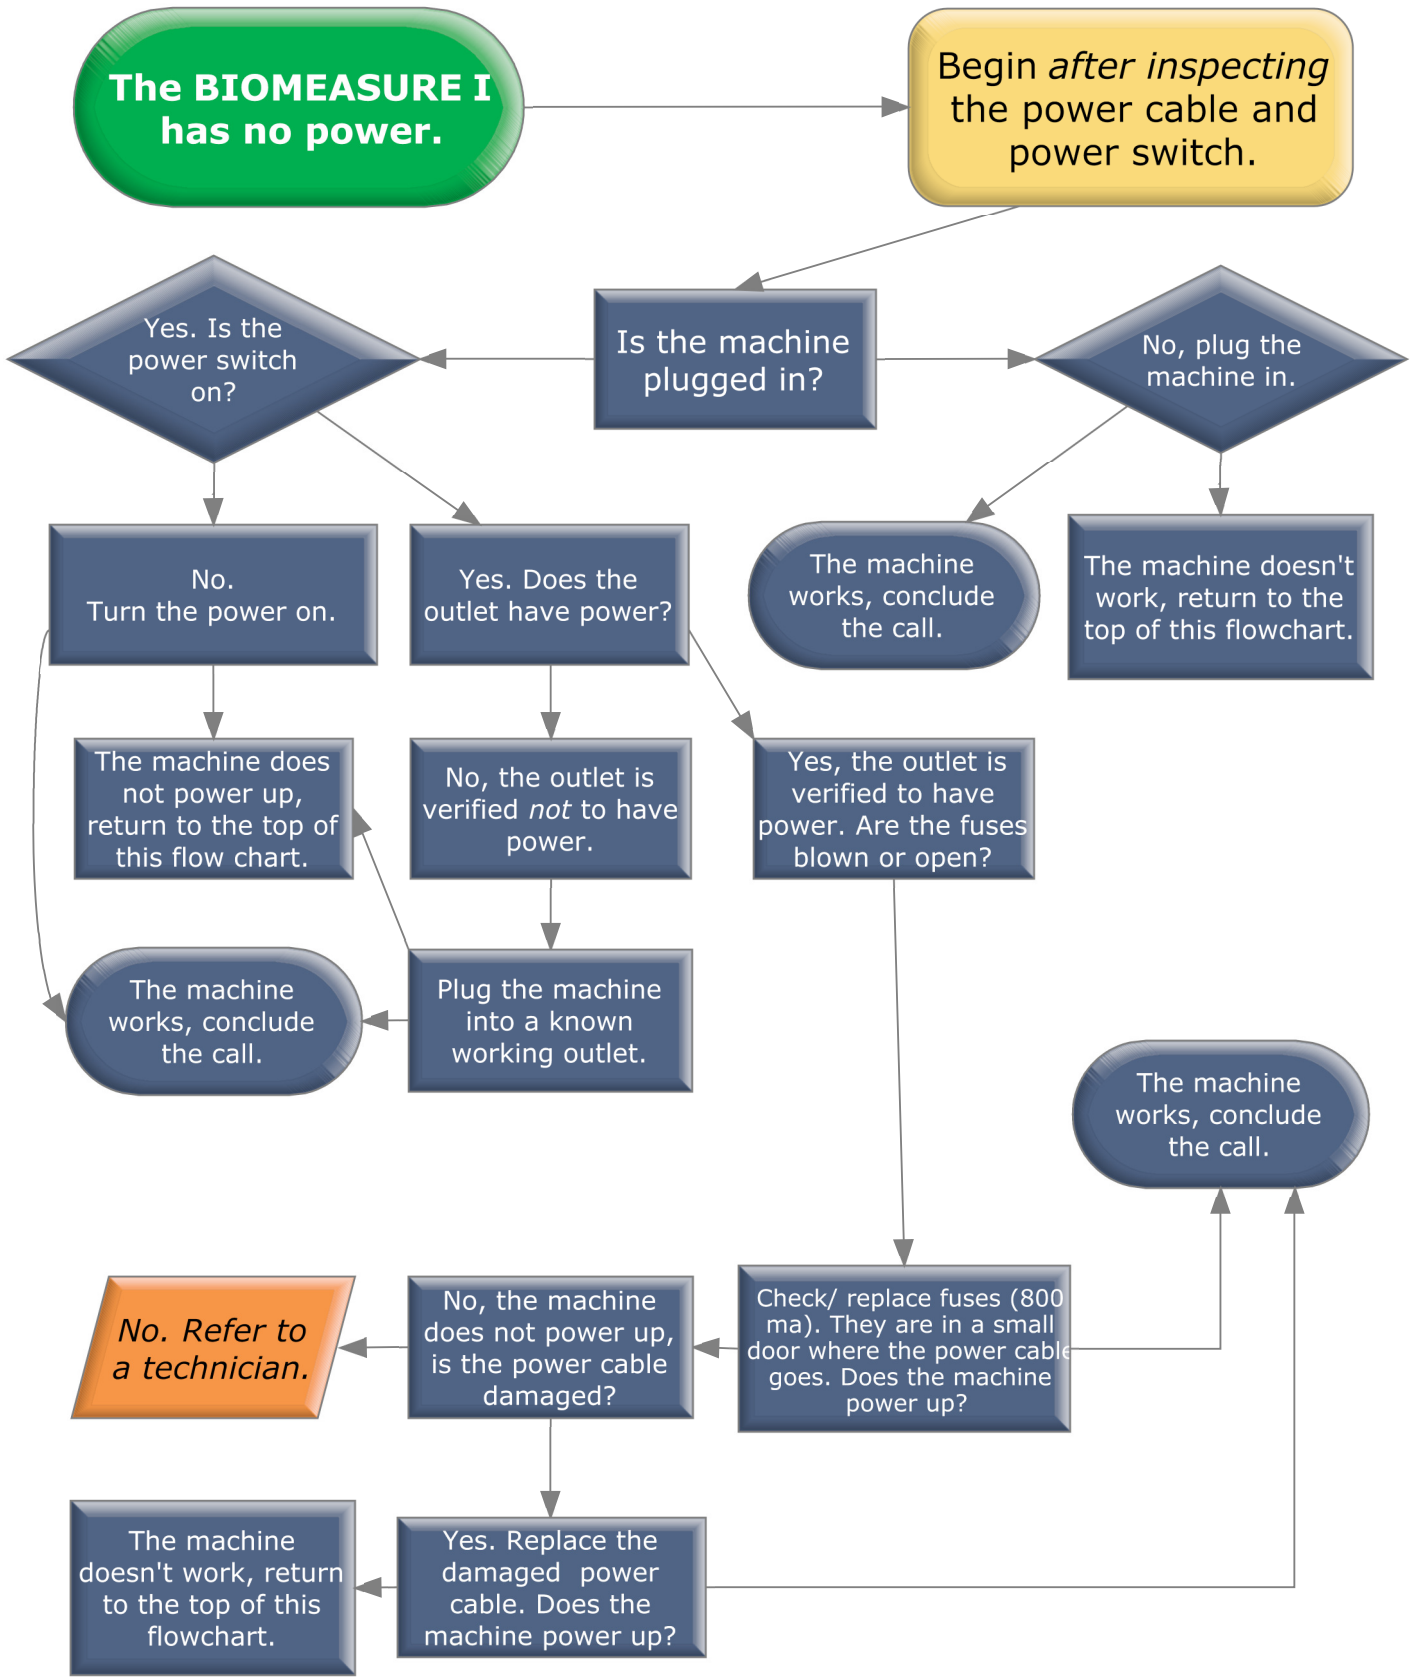 The BIOMEASURE I
has no power.
Begin after inspecting
the power cable and
power switch.
Yes. Is the
power switch
on?
Is the machine
plugged in?
No, plug the
machine in.
No.
Turn the power on.
Yes. Does the
outlet have power?
The machine
works, conclude
the call.
The machine doesn't
work, return to the
top of this flowchart.
The machine does
not power up,
return to the top of
this flow chart.
No, the outlet is
verified not to have
power.
Yes, the outlet is
verified to have
power. Are the fuses
blown or open?
The machine
works, conclude
the call.
Plug the machine
into a known
working outlet.
The machine
works, conclude
the call.
No. Refer to
a technician.
No, the machine
does not power up,
is the power cable
damaged?
Check/ replace fuses (800
ma). They are in a small
door where the power cable
goes. Does the machine
power up?
The machine
doesn't work, return
to the top of this
flowchart.
Yes. Replace the
damaged  power
cable. Does the
machine power up?